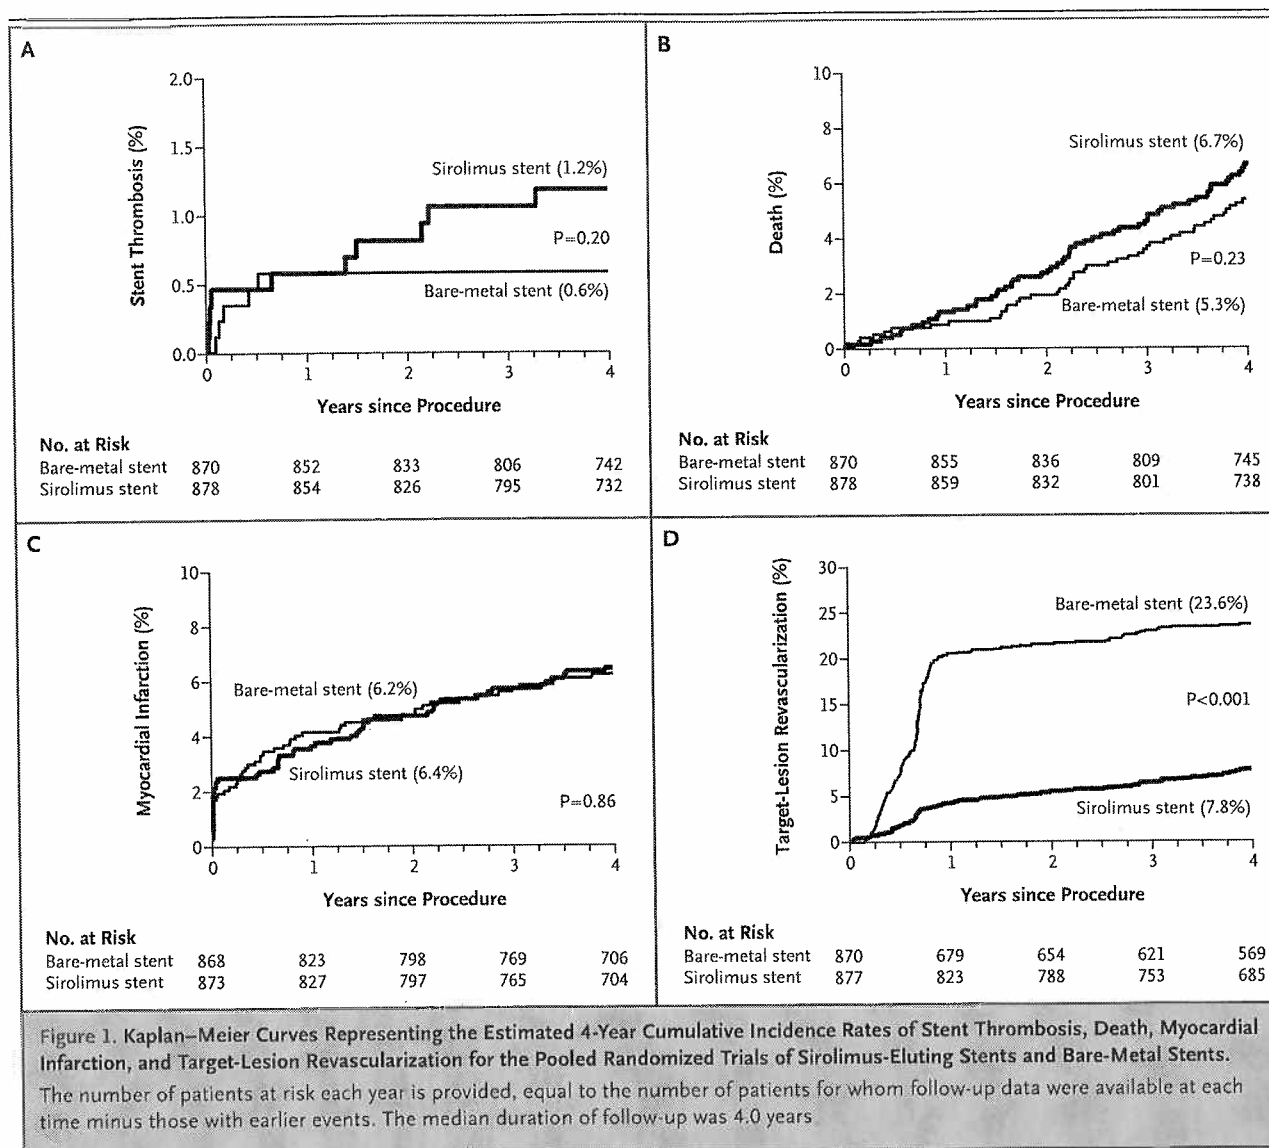 A
2.0
1.5
1.0
0.5
0.0
Stent Thrombosis (%)
Sirolimus stent (1.2%)
P=0.20
Bare-metal stent (0.6%)
0 1 2 3 4
Years since Procedure
No. at Risk
Bare-metal stent 870 852 833 806 742
Sirolimus stent 878 854 826 795 732
B
10
8
6
4
2
0
Death (%)
Sirolimus stent (6.7%)
P=0.23
Bare-metal stent (5.3%)
0 1 2 3 4
Years since Procedure
No. at Risk
Bare-metal stent 870 855 836 809 745
Sirolimus stent 878 859 832 801 738
C
10
8
6
4
2
0
Myocardial Infarction (%)
Bare-metal stent (6.2%)
Sirolimus stent (6.4%)
P=0.86
0 1 2 3 4
Years since Procedure
No. at Risk
Bare-metal stent 868 823 798 769 706
Sirolimus stent 873 827 797 765 704
D
30
25
20
15
10
5
0
Target-Lesion Revascularization (%)
Bare-metal stent (23.6%)
P<0.001
Sirolimus stent (7.8%)
0 1 2 3 4
Years since Procedure
No. at Risk
Bare-metal stent 870 679 654 621 569
Sirolimus stent 877 823 788 753 685
Figure 1. Kaplan–Meier Curves Representing the Estimated 4-Year Cumulative Incidence Rates of Stent Thrombosis, Death, Myocardial
Infarction, and Target-Lesion Revascularization for the Pooled Randomized Trials of Sirolimus-Eluting Stents and Bare-Metal Stents.
The number of patients at risk each year is provided, equal to the number of patients for whom follow-up data were available at each
time minus those with earlier events. The median duration of follow-up was 4.0 years